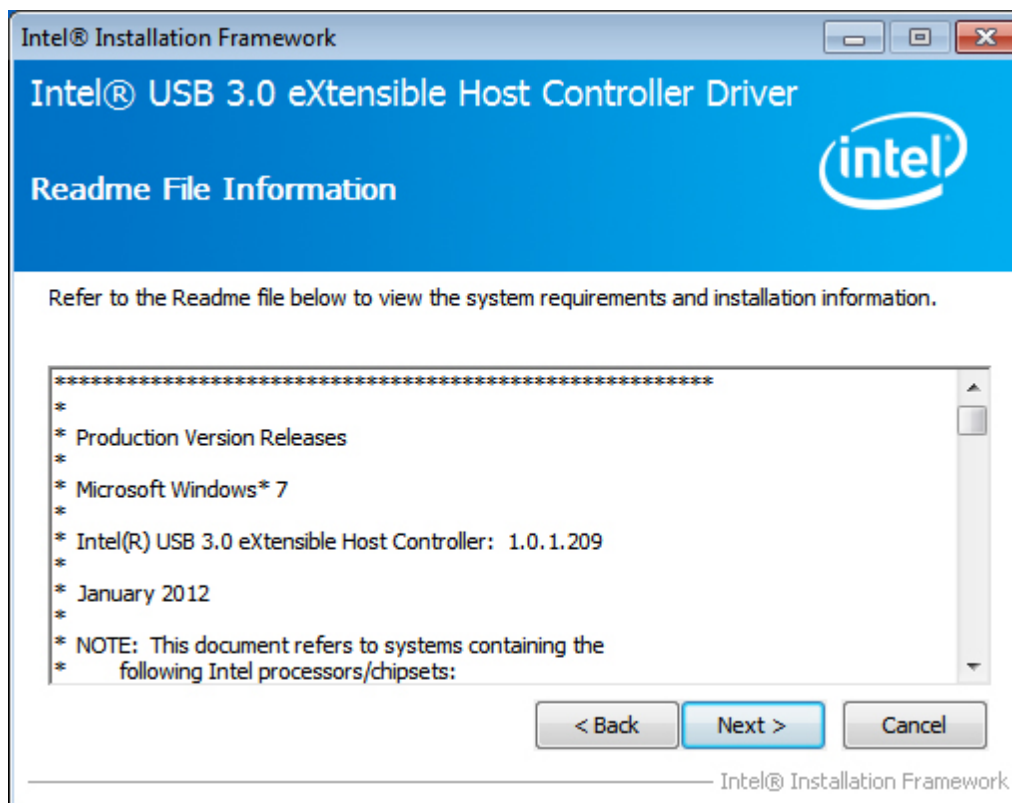 Intel® Installation Framework
Intel® USB 3.0 eXtensible Host Controller Driver
intel
Readme File Information
Refer to the Readme file below to view the system requirements and installation information.
*******************************************************
*
* Production Version Releases
*
* Microsoft Windows* 7
*
* Intel(R) USB 3.0 eXtensible Host Controller: 1.0.1.209
*
* January 2012
*
* NOTE: This document refers to systems containing the
* following Intel processors/chipsets:
< Back
Next >
Cancel
Intel® Installation Framework